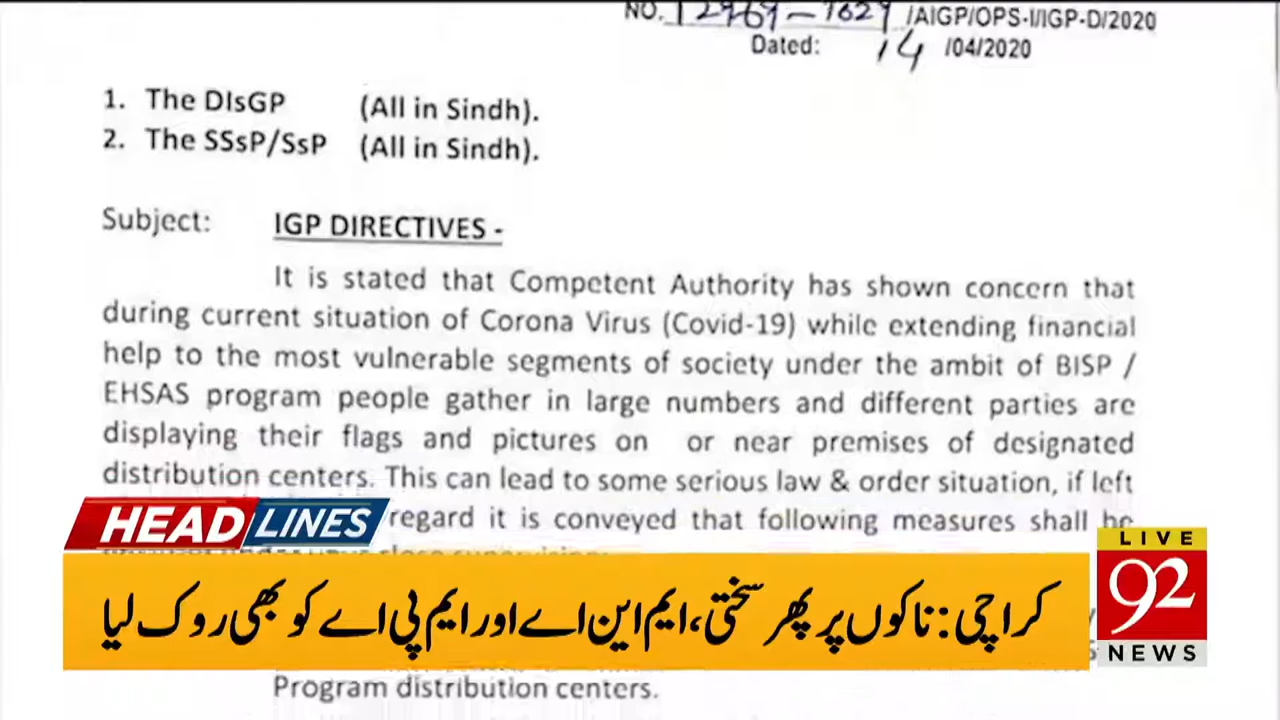 NO. 12969-1629 /AIGP/OPS-I/IGP-D/2020
Dated: 14 /04/2020
1. The DIsGP (All in Sindh).
2. The SSsP/SsP (All in Sindh).
Subject: IGP DIRECTIVES -
It is stated that Competent Authority has shown concern that
during current situation of Corona Virus (Covid-19) while extending financial
help to the most vulnerable segments of society under the ambit of BISP /
EHSAS program people gather in large numbers and different parties are
displaying their flags and pictures on or near premises of designated
distribution centers. This can lead to some serious law & order situation, if left
regard it is conveyed that following measures shall be
HEADLINES
کراچی: ناکوں پر پھر سختی، ایم این اے اور ایم پی اے کو بھی روک لیا
LIVE
92
NEWS
Program distribution centers.